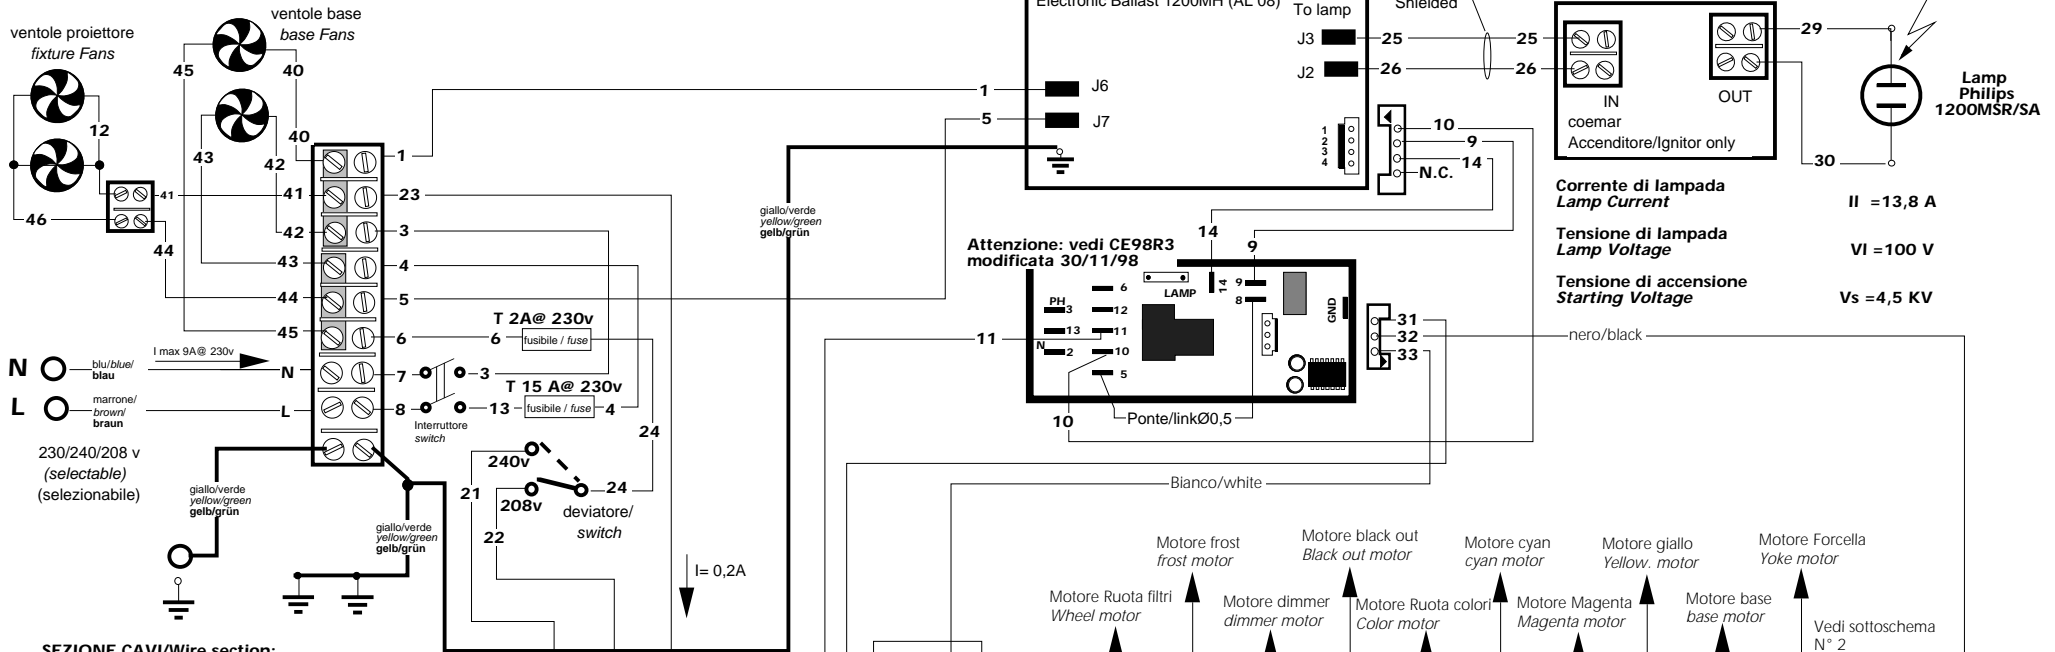 ventole proiettore
fixture Fans
ventole base
base Fans
45
40
12
43
42
40
46
41
44
42
41
42
43
44
45
N
L
1
23
3
4
5
6
7
8
N
blu/blue/
blau
I max 9A@ 230v
L
marrone/
brown/
braun
230/240/208 v
(selectable)
(selezionabile)
giallo/verde
yellow/green
gelb/grün
giallo/verde
yellow/green
gelb/grün
SEZIONE CAVI/Wire section:
T 2A@ 230v
6
fusibile / fuse
3
T 15 A@ 230v
13
fusibile / fuse
4
Interruttore
switch
24
240v
21
208v
24
22
deviatore/
switch
I= 0,2A
giallo/verde
yellow/green
gelb/grün
Electronic Ballast 1200MH (AL 08)
To lamp
J3
J2
1
J6
5
J7
1
2
3
4
25
25
26
26
Shielded
10
9
14
N.C.
IN
OUT
coemar
Accenditore/Ignitor only
29
30
Lamp
Philips
1200MSR/SA
Corrente di lampada
Lamp Current
Il =13,8 A
Tensione di lampada
Lamp Voltage
Vl =100 V
Tensione di accensione
Starting Voltage
Vs =4,5 KV
Attenzione: vedi CE98R3
modificata 30/11/98
14
9
LAMP
14
9
8
GND
PH
3
13
N
2
6
12
11
10
5
11
10
Ponte/linkØ0,5
31
32
33
nero/black
Bianco/white
Motore frost
frost motor
Motore black out
Black out motor
Motore cyan
cyan motor
Motore giallo
Yellow. motor
Motore Forcella
Yoke motor
Motore Ruota filtri
Wheel motor
Motore dimmer
dimmer motor
Motore Ruota colori
Color motor
Motore Magenta
Magenta motor
Motore base
base motor
Vedi sottoschema
N° 2